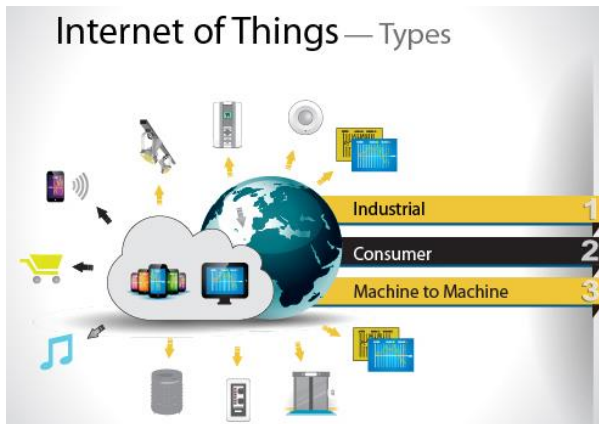 Internet of Things — Types
Industrial 1
Consumer 2
Machine to Machine 3